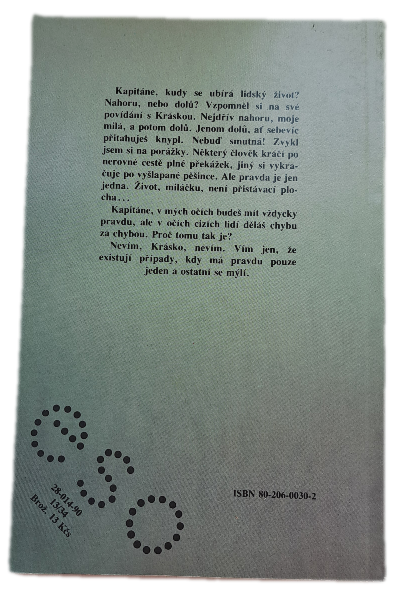 Kapitáne, kudy se ubírá lidský život?
Nahoru, nebo dolů? Vzpomněl si na své
povídání s Kráskou. Nejdřív nahoru, moje
milá, a potom dolů. Jenom dolů, ať sebevíc
přitahuješ knypl. Nebuď smutná! Zvykl
jsem si na porážky. Některý člověk kráčí po
nerovné cestě plné překážek, jiný si vykra-
čuje po vyšlapané pěšince. Ale pravda je jen
jedna. Život, miláčku, není přistávací plo-
cha...
Kapitáne, v mých očích budeš mít vždycky
pravdu, ale v očích cizích lidí děláš chybu
za chybou. Proč tomu tak je?
Nevím, Krásko, nevím. Vím jen, že
existují případy, kdy má pravdu pouze
jeden a ostatní se mýlí.
eso
28-014-90
13/34
Brož. 13 Kčs
ISBN 80-206-0030-2